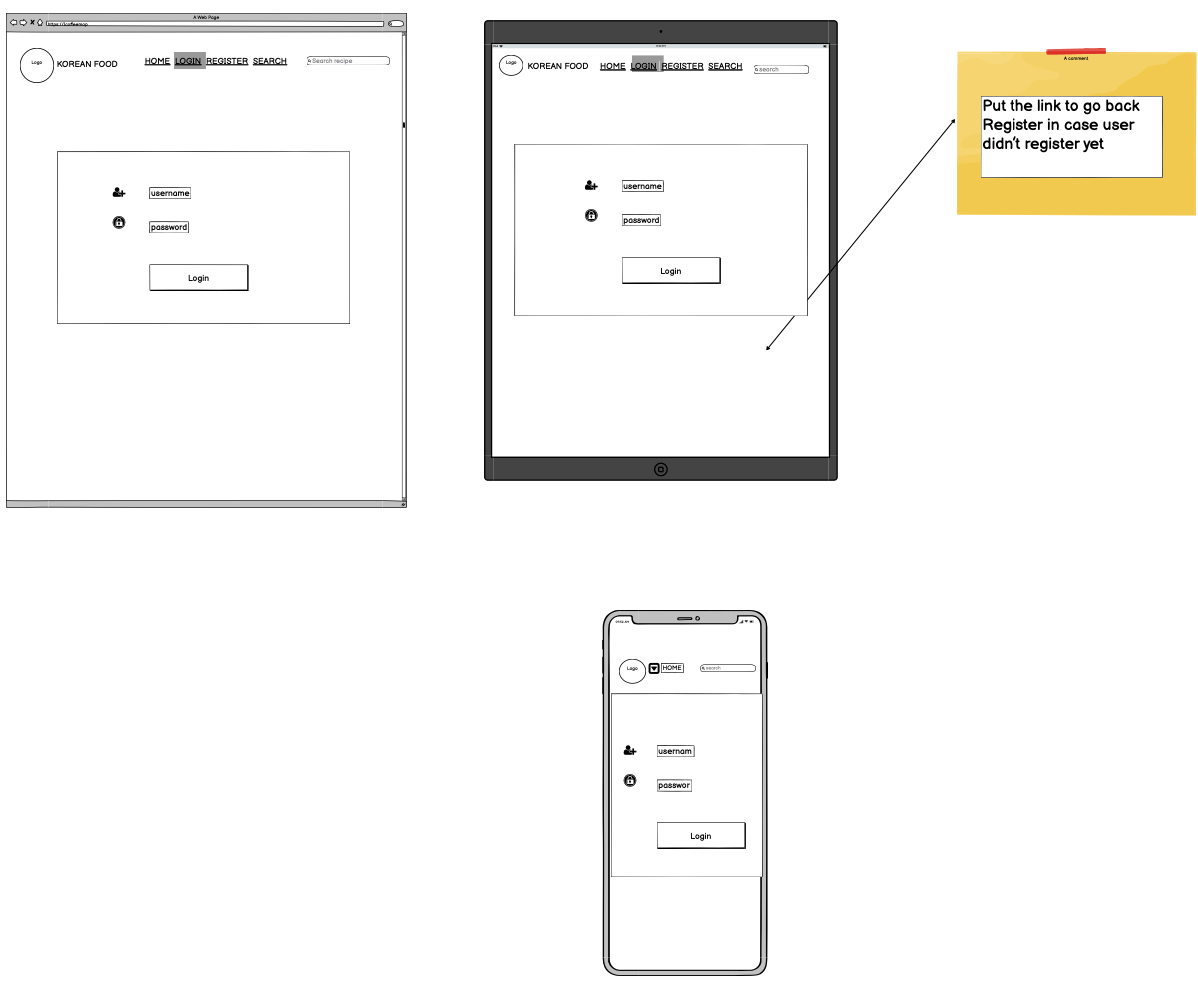 A Web Page
https://icoffeemop
Logo
KOREAN FOOD
HOME LOGIN REGISTER SEARCH
Search recipe
username
password
Login
Logo
KOREAN FOOD
HOME LOGIN REGISTER SEARCH
search
username
password
Login
A comment
Put the link to go back
Register in case user
didn't register yet
Logo
HOME
search
usernam
passwor
Login